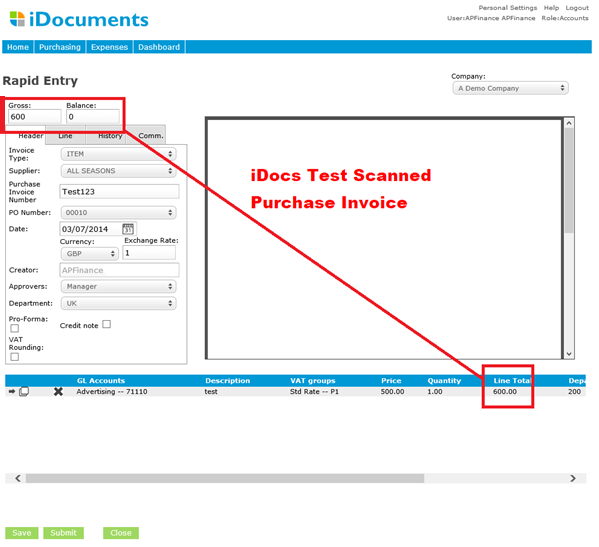 iDocuments
Personal Settings Help Logout
User:APFinance APFinance Role:Accounts
Home Purchasing Expenses Dashboard
Rapid Entry
Company:
A Demo Company
Gross: Balance:
600 0
Header Line History Comm.
Invoice Type: ITEM
Supplier: ALL SEASONS
Purchase Invoice Number Test123
PO Number: 00010
Date: 03/07/2014 31
Currency: Exchange Rate:
GBP 1
Creator: APFinance
Approvers: Manager
Department: UK
Pro-Forma:
Credit note
VAT Rounding:
iDocs Test Scanned
Purchase Invoice
GL Accounts Description VAT groups Price Quantity Line Total Depa
Advertising -- 71110 test Std Rate -- P1 500.00 1.00 600.00 200
Save Submit Close